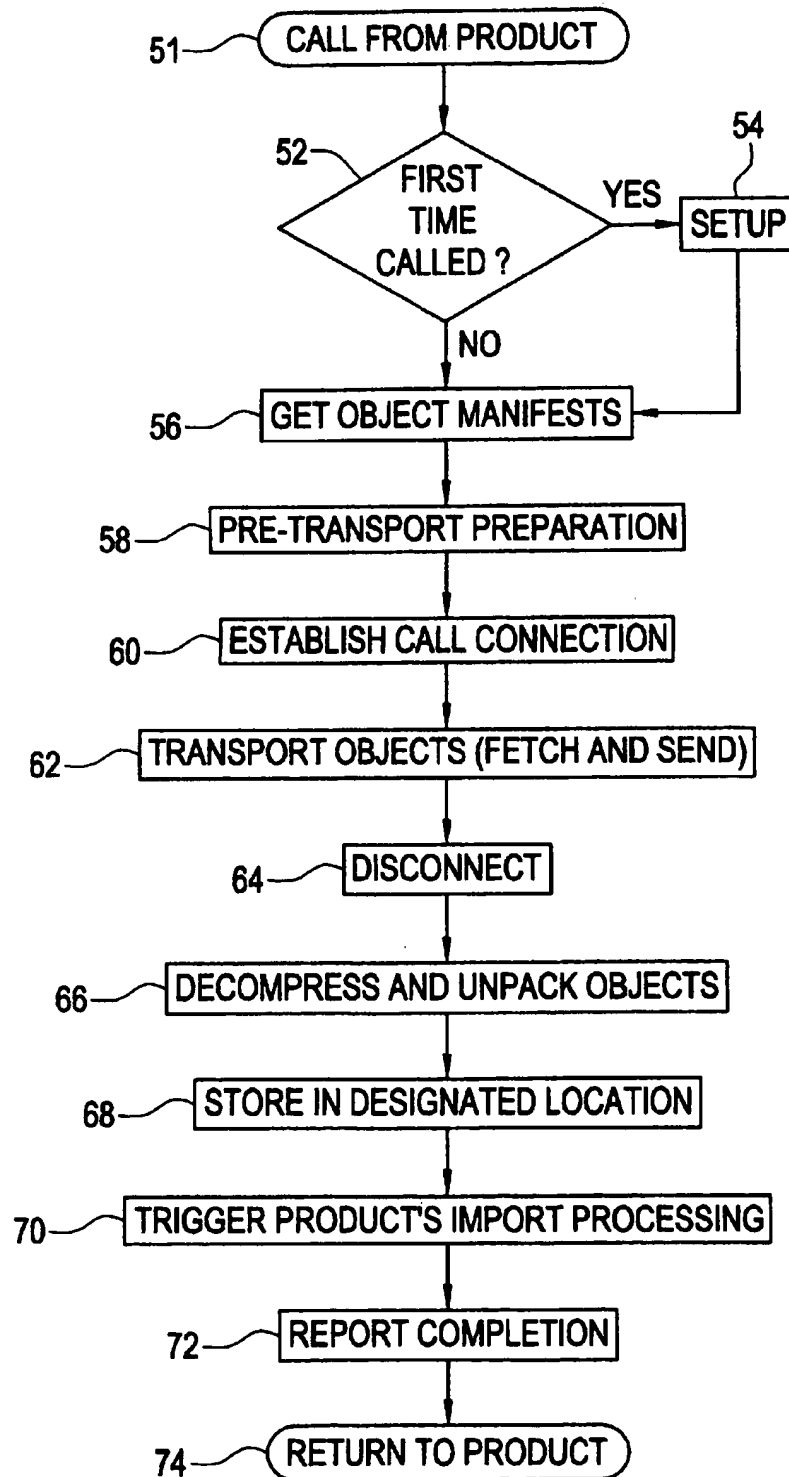 51 CALL FROM PRODUCT
52
FIRST
TIME
CALLED ?
YES
54
SETUP
NO
56 GET OBJECT MANIFESTS
58 PRE-TRANSPORT PREPARATION
60 ESTABLISH CALL CONNECTION
62 TRANSPORT OBJECTS (FETCH AND SEND)
64 DISCONNECT
66 DECOMPRESS AND UNPACK OBJECTS
68 STORE IN DESIGNATED LOCATION
70 TRIGGER PRODUCT'S IMPORT PROCESSING
72 REPORT COMPLETION
74 RETURN TO PRODUCT